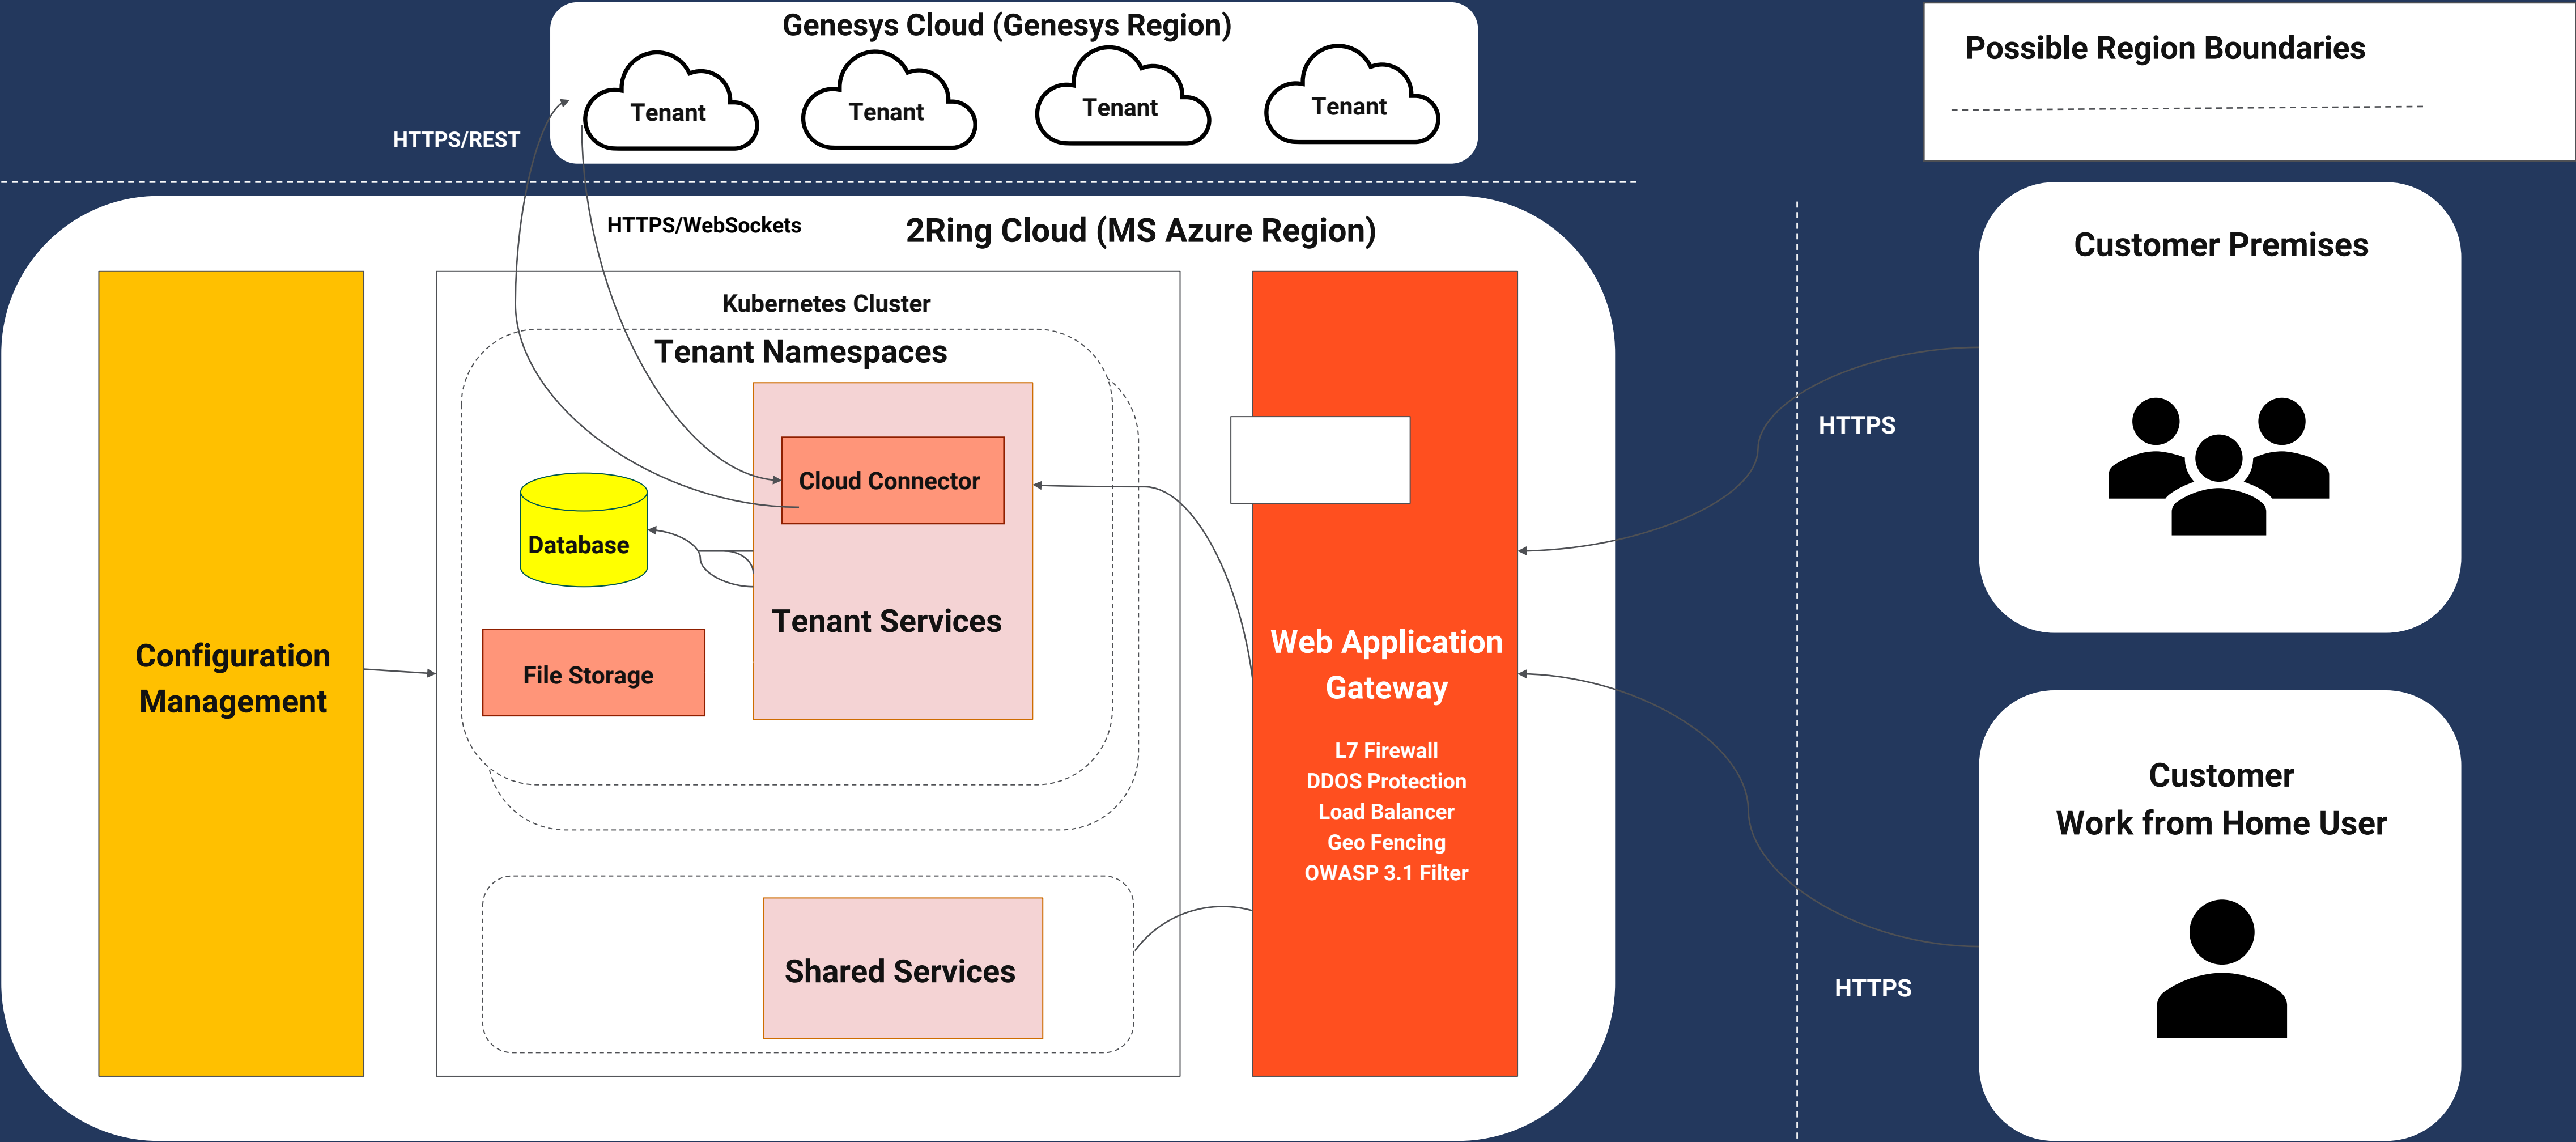 Genesys Cloud (Genesys Region)
Tenant
Tenant
Tenant
Tenant
Possible Region Boundaries
HTTPS/REST
HTTPS/WebSockets
2Ring Cloud (MS Azure Region)
Configuration
Management
Kubernetes Cluster
Tenant Namespaces
Cloud Connector
Database
Tenant Services
File Storage
Shared Services
Web Application
Gateway
L7 Firewall
DDOS Protection
Load Balancer
Geo Fencing
OWASP 3.1 Filter
HTTPS
HTTPS
Customer Premises
Customer
Work from Home User